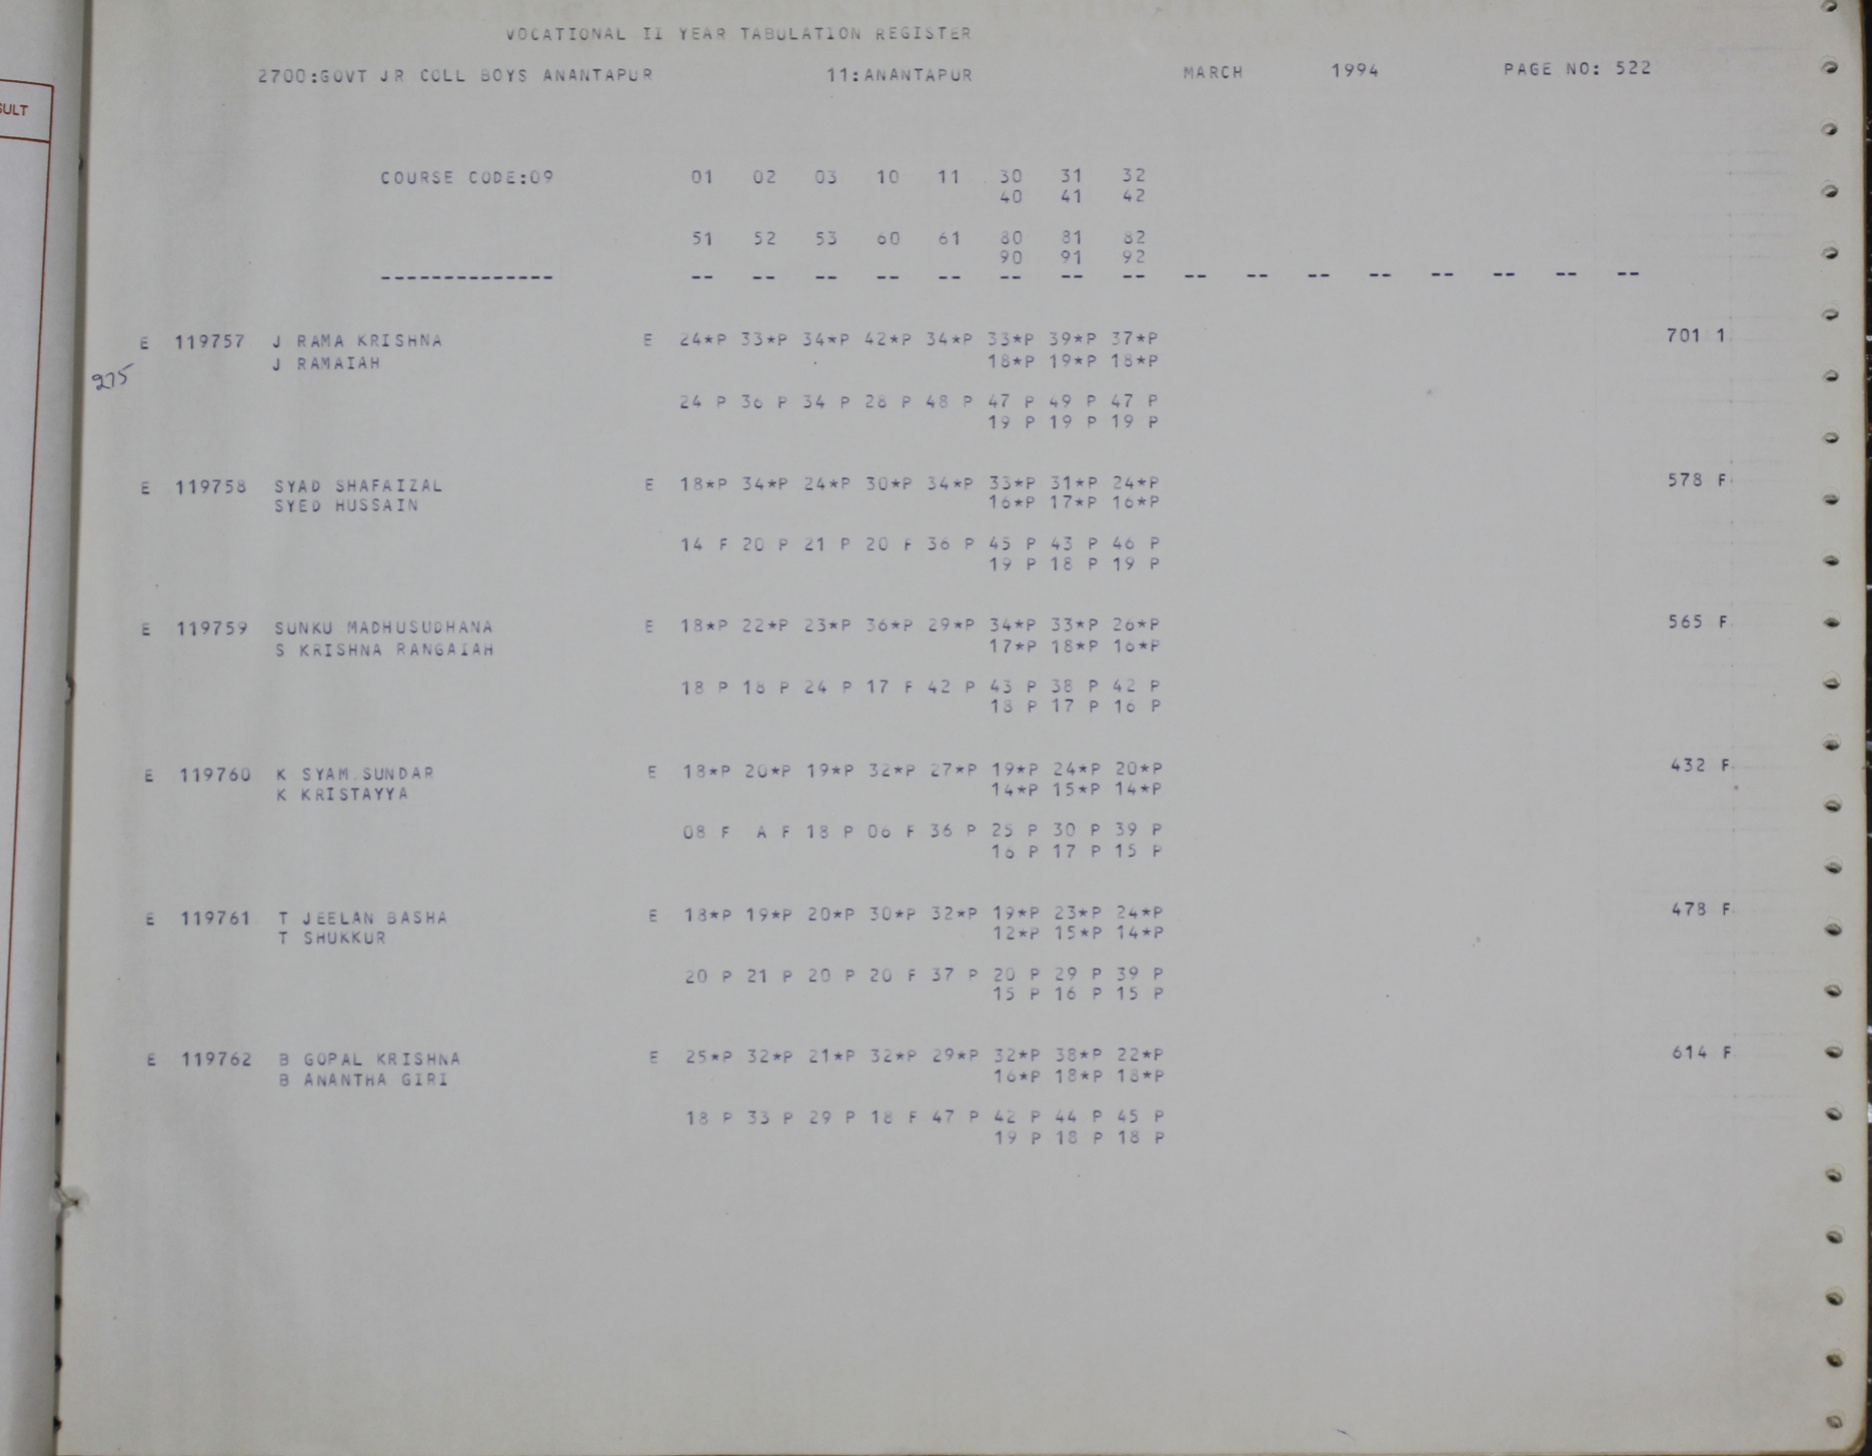 VOCATIONAL II YEAR TABULATION REGISTER
2700:GOVT JR COLL BOYS ANANTAPUR 11:ANANTAPUR MARCH 1994 PAGE NO: 522
SULT
COURSE CODE:09 01 02 03 10 11 30 31 32
40 41 42
51 52 53 60 61 80 81 82
90 91 92
-------------- -- -- -- -- -- -- -- -- -- -- -- -- -- -- -- --
E 119757 J RAMA KRISHNA E 24*P 33*P 34*P 42*P 34*P 33*P 39*P 37*P 701 1
J RAMAIAH 18*P 19*P 18*P
275
24 P 36 P 34 P 28 P 48 P 47 P 49 P 47 P
19 P 19 P 19 P
E 119758 SYAD SHAFAIZAL E 18*P 34*P 24*P 30*P 34*P 33*P 31*P 24*P 578 F
SYED HUSSAIN 16*P 17*P 16*P
14 F 20 P 21 P 20 F 36 P 45 P 43 P 46 P
19 P 18 P 19 P
E 119759 SUNKU MADHUSUDHANA E 18*P 22*P 23*P 36*P 29*P 34*P 33*P 26*P 565 F
S KRISHNA RANGAIAH 17*P 18*P 16*P
18 P 18 P 24 P 17 F 42 P 43 P 38 P 42 P
18 P 17 P 16 P
E 119760 K SYAM SUNDAR E 18*P 20*P 19*P 32*P 27*P 19*P 24*P 20*P 432 F
K KRISTAYYA 14*P 15*P 14*P
08 F A F 18 P 06 F 36 P 25 P 30 P 39 P
16 P 17 P 15 P
E 119761 T JEELAN BASHA E 18*P 19*P 20*P 30*P 32*P 19*P 23*P 24*P 478 F
T SHUKKUR 12*P 15*P 14*P
20 P 21 P 20 P 20 F 37 P 20 P 29 P 39 P
15 P 16 P 15 P
E 119762 B GOPAL KRISHNA E 25*P 32*P 21*P 32*P 29*P 32*P 38*P 22*P 614 F
B ANANTHA GIRI 16*P 18*P 18*P
18 P 33 P 29 P 18 F 47 P 42 P 44 P 45 P
19 P 18 P 18 P